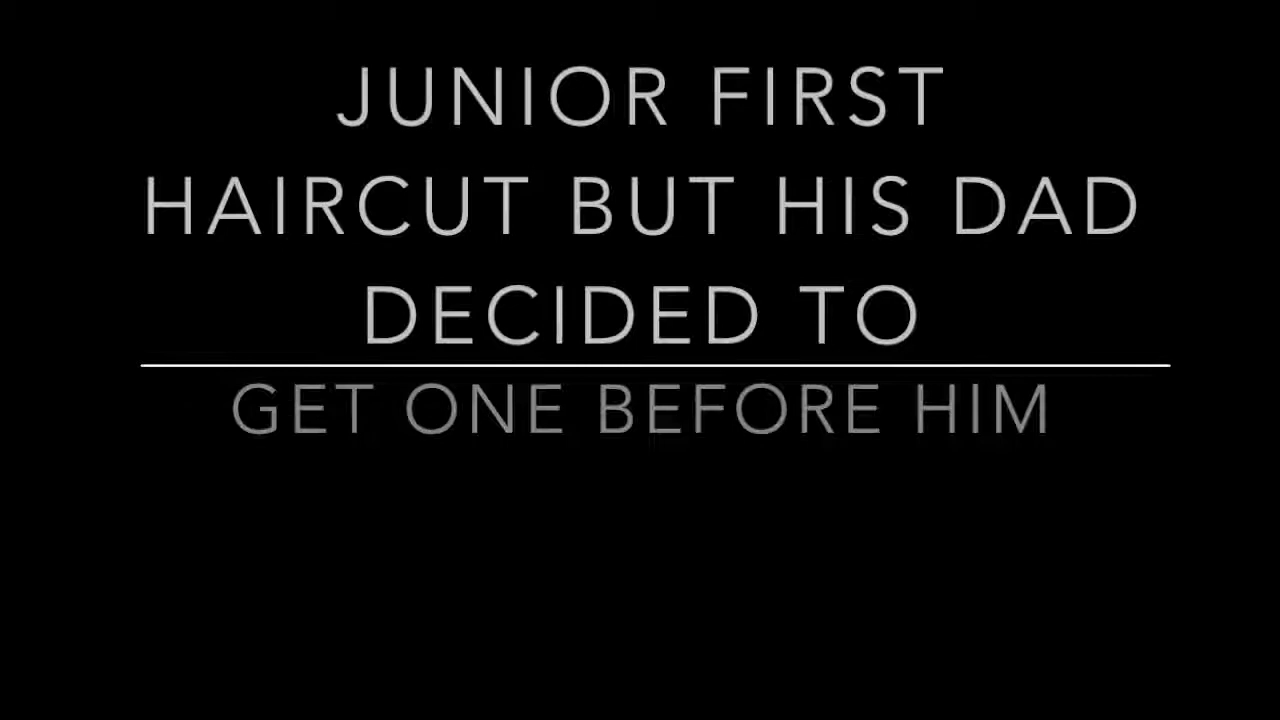 JUNIOR FIRST
HAIRCUT BUT HIS DAD
DECIDED TO
GET ONE BEFORE HIM